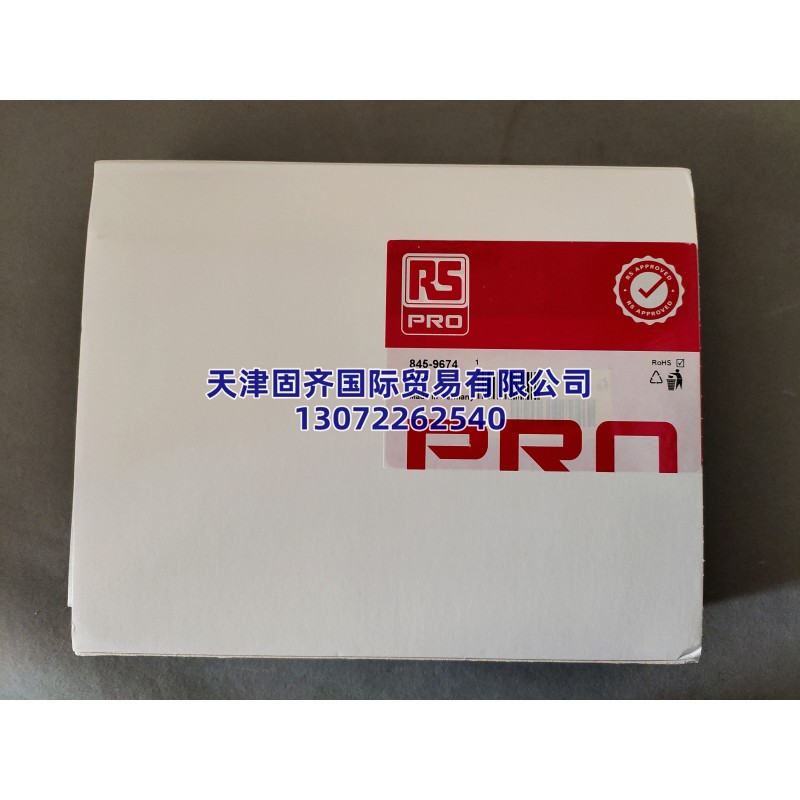 RS
PRO
RS APPROVED
RS APPROVED
845-9674 1
RoHS
天津固齐国际贸易有限公司
13072262540
PRO